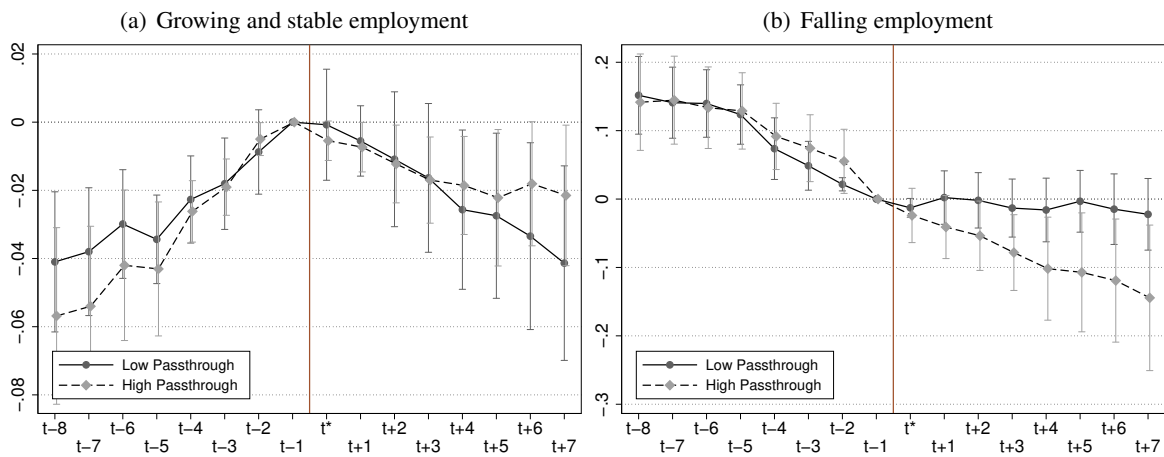 (a) Growing and stable employment
.02
0
-.02
-.04
-.06
-.08
Low Passthrough
High Passthrough
t−8 t−6 t−4 t−2 t* t+2 t+4 t+6
t−7 t−5 t−3 t−1 t+1 t+3 t+5 t+7
(b) Falling employment
.2
.1
0
-.1
-.2
-.3
Low Passthrough
High Passthrough
t−8 t−6 t−4 t−2 t* t+2 t+4 t+6
t−7 t−5 t−3 t−1 t+1 t+3 t+5 t+7